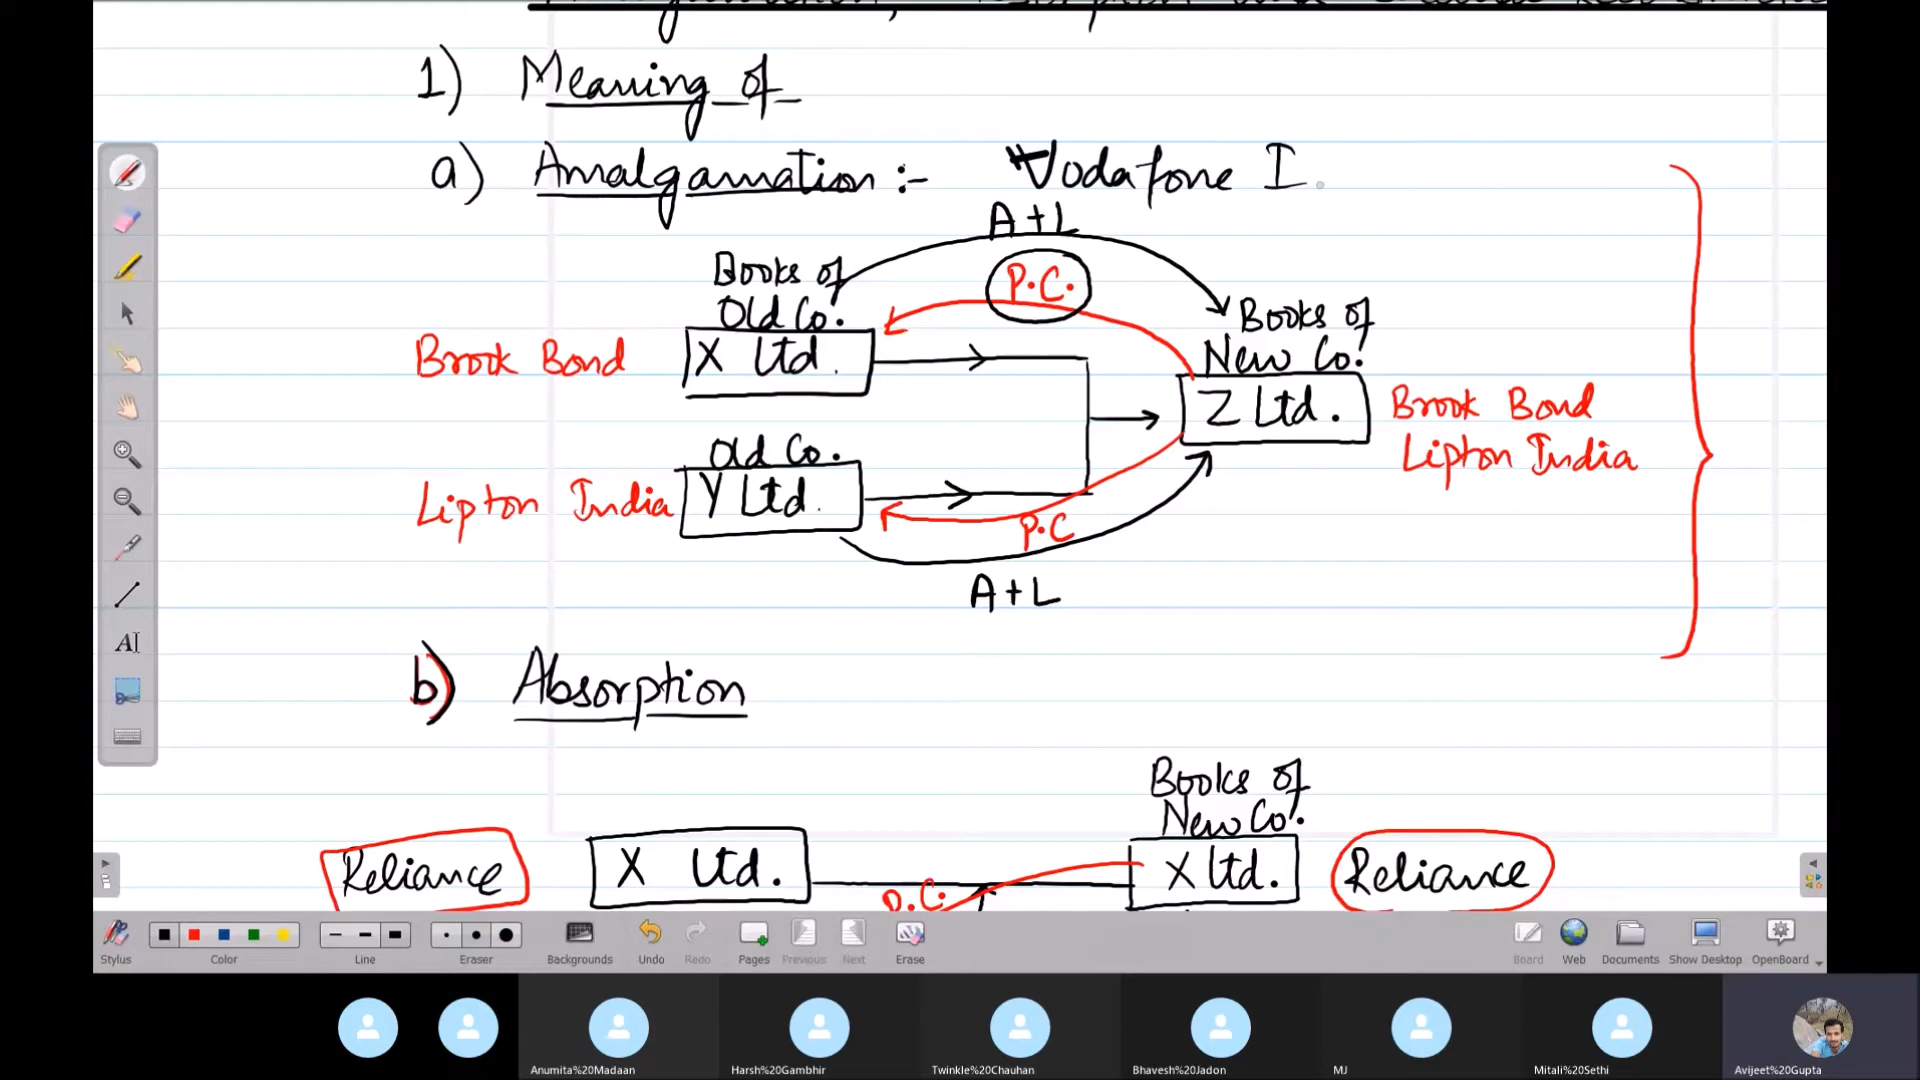 1) Meaning of
a) Amalgamation :- Vodafone I
A+L
Books of
Old Co.
P.C.
Books of
New Co.
Brook Bond
X Ltd.
Z Ltd.
Brook Bond
Lipton India
Old Co.
Lipton India
Y Ltd.
P.C
A+L
b) Absorption
Books of
New Co.
Reliance
X Ltd.
P.C.
X Ltd.
Reliance
Stylus
Color
Line
Eraser
Backgrounds
Undo
Redo
Pages
Previous
Next
Erase
Board
Web
Documents
Show Desktop
OpenBoard
Anumita%20Madaan
Harsh%20Gambhir
Twinkle%20Chauhan
Bhavesh%20Jadon
MJ
Mitali%20Sethi
Avijeet%20Gupta